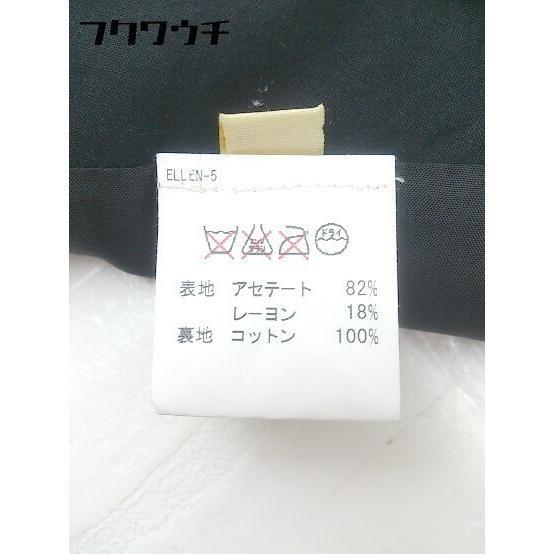 フクワウチ
ELLEN-5
エンソ
サラシ
ドライ
表地 アセテート 82%
レーヨン 18%
裏地 コットン 100%